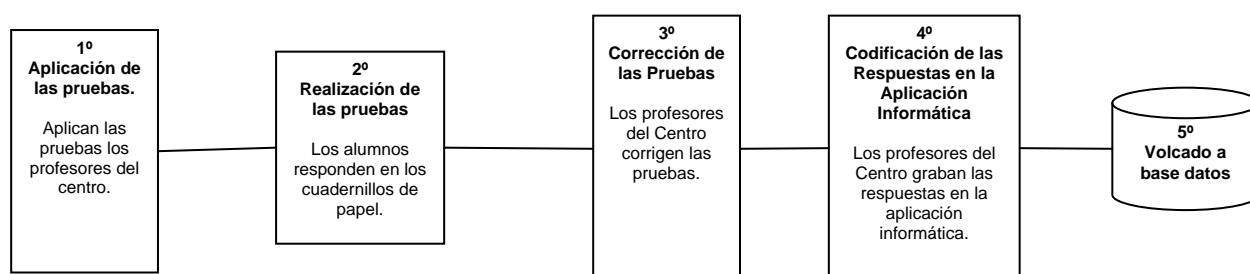 1º
Aplicación de
las pruebas.
Aplican las
pruebas los
profesores del
centro.
2º
Realización de
las pruebas
Los alumnos
responden en los
cuadernillos de
papel.
3º
Corrección de
las Pruebas
Los profesores
del Centro
corrigen las
pruebas.
4º
Codificación de las
Respuestas en la
Aplicación
Informática
Los profesores del
Centro graban las
respuestas en la
aplicación
informática.
5º
Volcado a
base datos